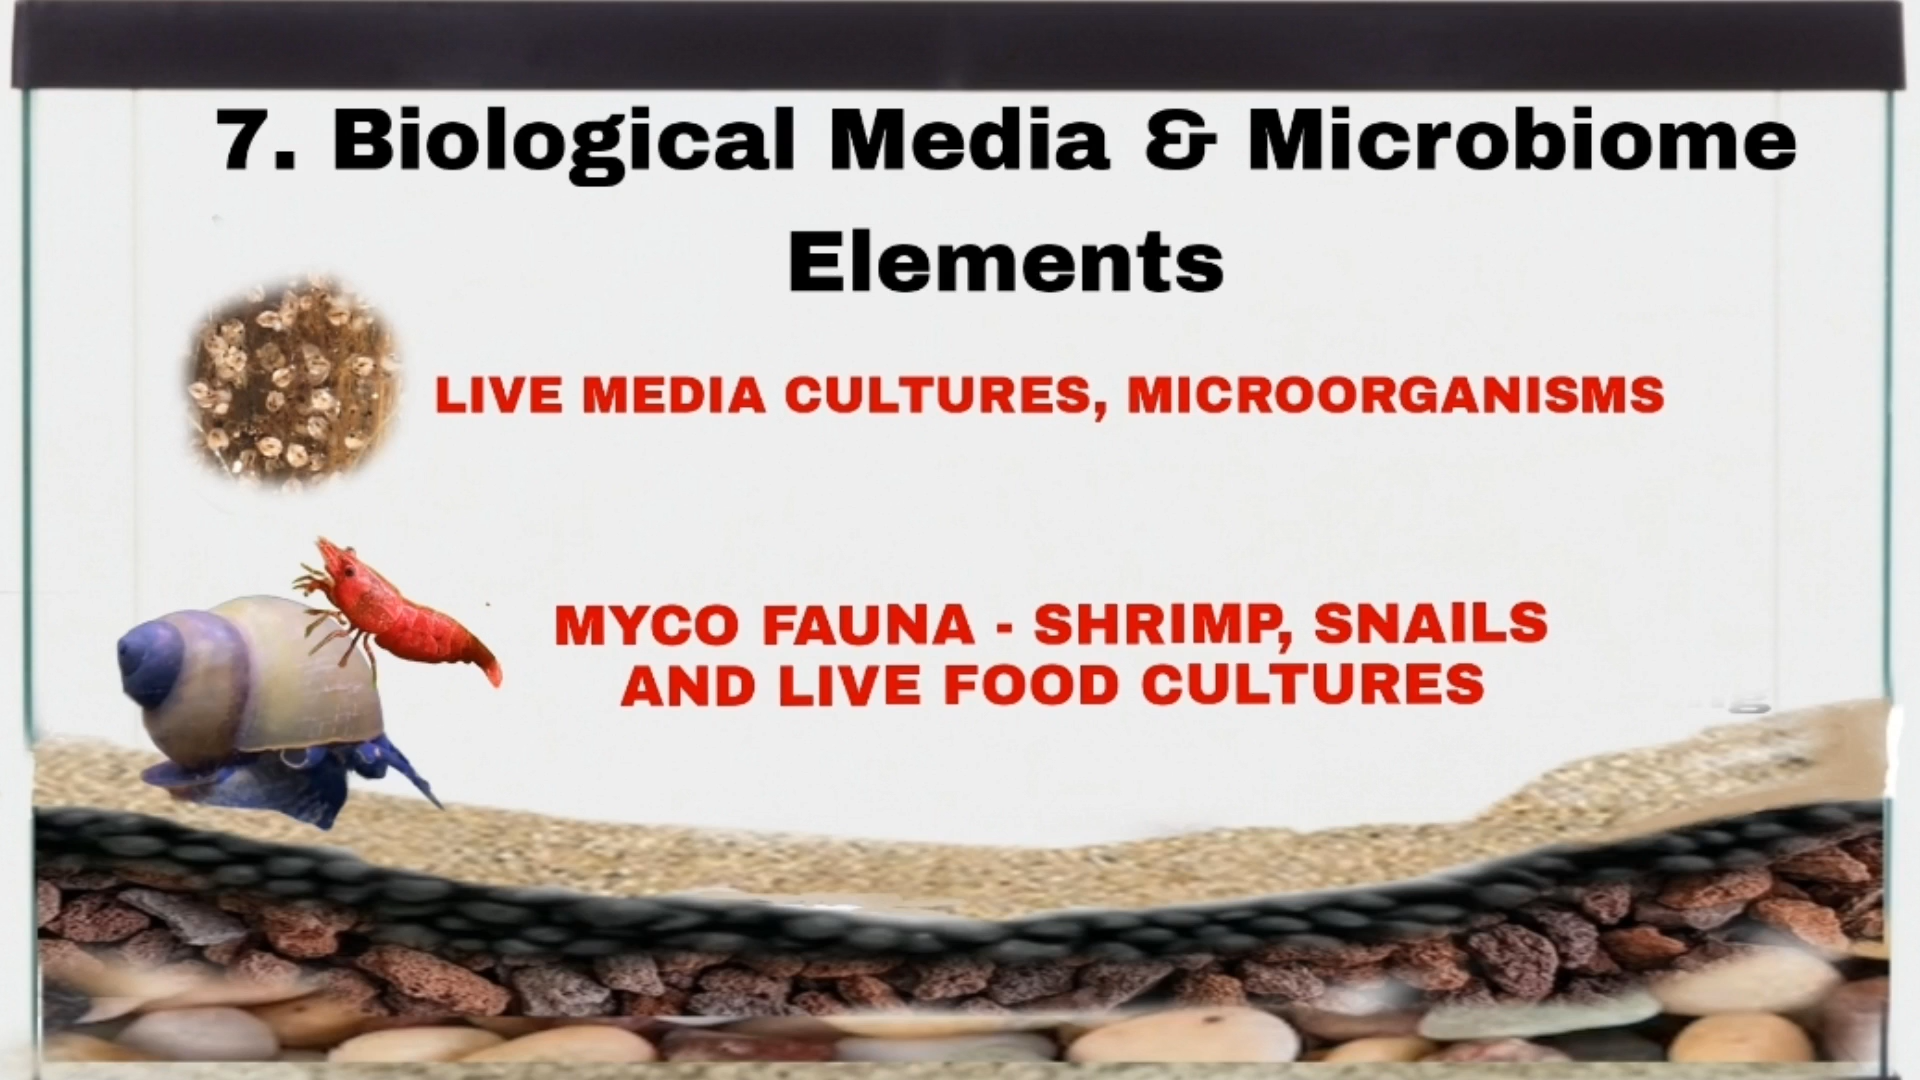 7. Biological Media & Microbiome
Elements
LIVE MEDIA CULTURES, MICROORGANISMS
MYCO FAUNA - SHRIMP, SNAILS
AND LIVE FOOD CULTURES